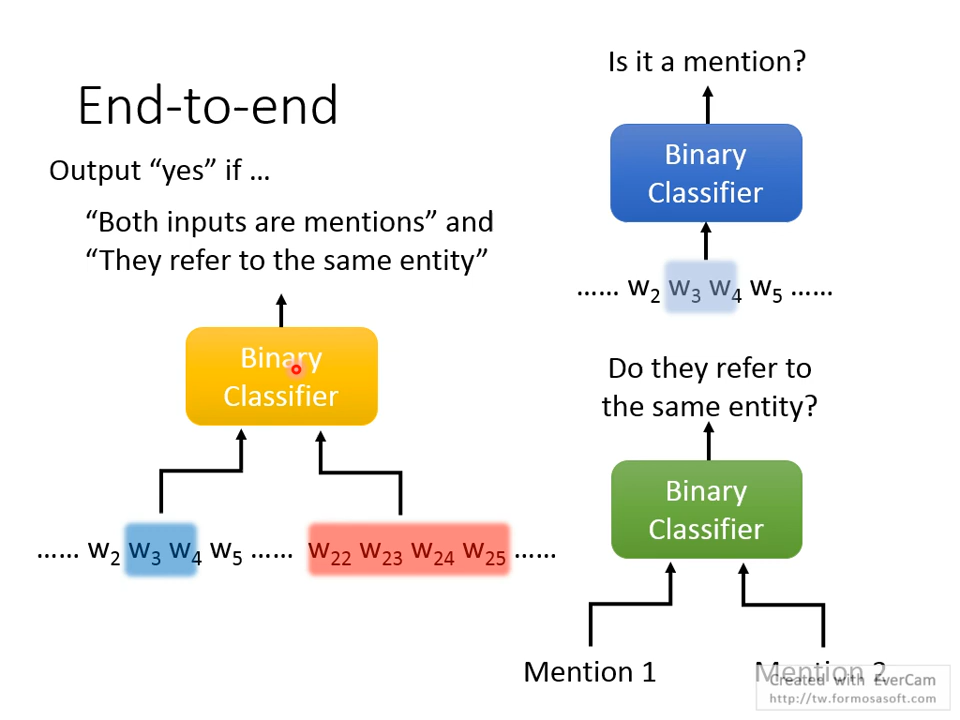 End-to-end
Output “yes” if …
“Both inputs are mentions” and
“They refer to the same entity”
Binary
Classifier
…… w2 w3 w4 w5 …… w22 w23 w24 w25 ……
Is it a mention?
Binary
Classifier
…… w2 w3 w4 w5 ……
Do they refer to
the same entity?
Binary
Classifier
Mention 1
Mention 2
Created with EverCam
http://tw.formosasoft.com